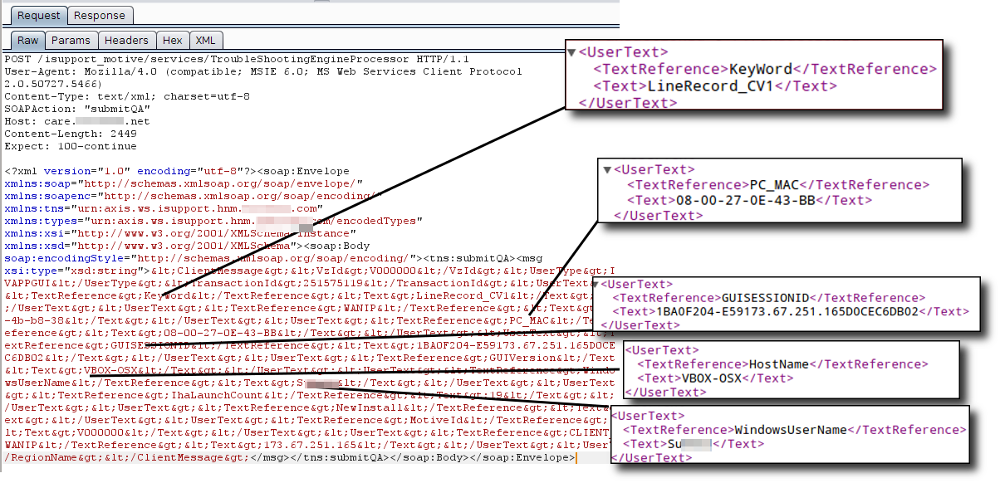 Request Response
Raw Params Headers Hex XML
POST /isupport_motive/services/TroubleShootingEngineProcessor HTTP/1.1
User-Agent: Mozilla/4.0 (compatible; MSIE 6.0; MS Web Services Client Protocol
2.0.50727.5466)
Content-Type: text/xml; charset=utf-8
SOAPAction: "submitQA"
Host: care. .net
Content-Length: 2449
Expect: 100-continue
<?xml version="1.0" encoding="utf-8"?><soap:Envelope
xmlns:soap="http://schemas.xmlsoap.org/soap/envelope/"
xmlns:soapenc="http://schemas.xmlsoap.org/soap/encoding/"
xmlns:tns="urn:axis.ws.isupport.hnm. .com"
xmlns:types="urn:axis.ws.isupport.hnm. com/encodedTypes"
xmlns:xsi="http://www.w3.org/2001/XMLSchema-instance"
xmlns:xsd="http://www.w3.org/2001/XMLSchema"><soap:Body
soap:encodingStyle="http://schemas.xmlsoap.org/soap/encoding/"><tns:submitQA><msg
xsi:type="xsd:string">&lt;ClientMessage&gt;&lt;VzId&gt;V000000&lt;/VzId&gt;&lt;UserType&gt;I
VAPPGUI&lt;/UserType&gt;&lt;TransactionId&gt;251575119&lt;/TransactionId&gt;&lt;UserText&gt
&lt;TextReference&gt;KeyWord&lt;/TextReference&gt;&lt;Text&gt;LineRecord_CV1&lt;/Text&gt;
;/UserText&gt;&lt;UserText&gt;&lt;TextReference&gt;WANIP&lt;/TextReference&gt;&lt;Text&gt;
-4b-b8-38&lt;/Text&gt;&lt;/UserText&gt;&lt;UserText&gt;&lt;TextReference&gt;PC_MAC&lt;/Te
eference&gt;&lt;Text&gt;08-00-27-0E-43-BB&lt;/Text&gt;&lt;/UserText&gt;&lt;UserText&gt;&lt;T
extReference&gt;GUISESSIONID&lt;/TextReference&gt;&lt;Text&gt;1BA0F204-E59173.67.251.165D0CE
C6DB02&lt;/Text&gt;&lt;/UserText&gt;&lt;UserText&gt;&lt;TextReference&gt;GUIVersion&lt;/Text
&lt;Text&gt;VBOX-OSX&lt;/Text&gt;&lt;/UserText&gt;&lt;UserText&gt;&lt;TextReference&gt;Windo
wsUserName&lt;/TextReference&gt;&lt;Text&gt;S &lt;/Text&gt;&lt;/UserText&gt;&lt;UserText
&gt;&lt;TextReference&gt;IhaLaunchCount&lt;/TextReference&gt;&lt;Text&gt;19&lt;/Text&gt;&lt;
/UserText&gt;&lt;UserText&gt;&lt;TextReference&gt;NewInstall&lt;/TextReference&gt;&lt;Text&g
ext&gt;&lt;/UserText&gt;&lt;UserText&gt;&lt;TextReference&gt;MotiveId&lt;/TextReference&gt;&
lt;Text&gt;V000000&lt;/Text&gt;&lt;/UserText&gt;&lt;UserText&gt;&lt;TextReference&gt;CLIENT_
WANIP&lt;/TextReference&gt;&lt;Text&gt;173.67.251.165&lt;/Text&gt;&lt;/UserText&gt;&lt;User
/RegionName&gt;&lt;/ClientMessage&gt;</msg></tns:submitQA></soap:Body></soap:Envelope>
<UserText>
<TextReference>KeyWord</TextReference>
<Text>LineRecord_CV1</Text>
</UserText>
<UserText>
<TextReference>PC_MAC</TextReference>
<Text>08-00-27-0E-43-BB</Text>
</UserText>
<UserText>
<TextReference>GUISESSIONID</TextReference>
<Text>1BA0F204-E59173.67.251.165D0CEC6DB02</Text>
</UserText>
<UserText>
<TextReference>HostName</TextReference>
<Text>VBOX-OSX</Text>
</UserText>
<UserText>
<TextReference>WindowsUserName</TextReference>
<Text>Su </Text>
</UserText>